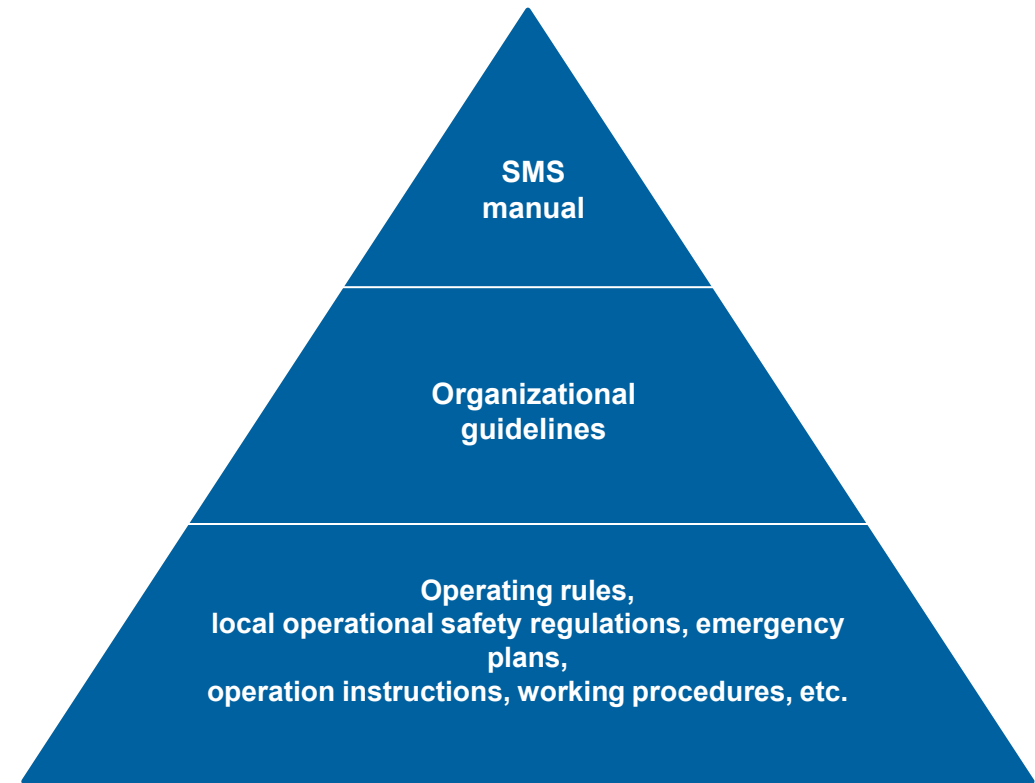 SMS
manual
Organizational
guidelines
Operating rules,
local operational safety regulations, emergency
plans,
operation instructions, working procedures, etc.